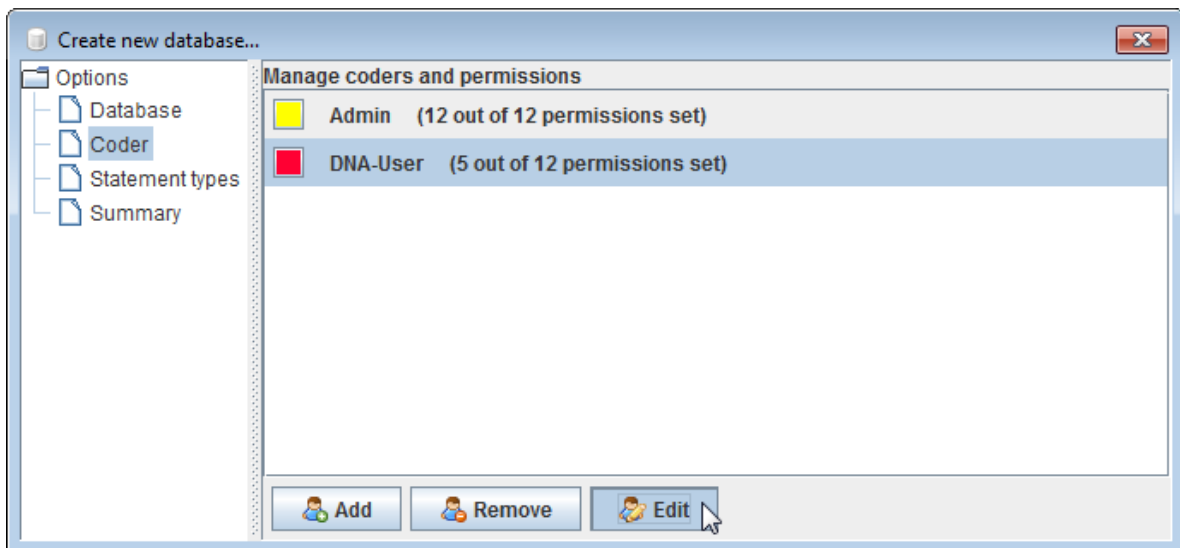 Create new database...
Options
Database
Coder
Statement types
Summary
Manage coders and permissions
Admin (12 out of 12 permissions set)
DNA-User (5 out of 12 permissions set)
Add Remove Edit